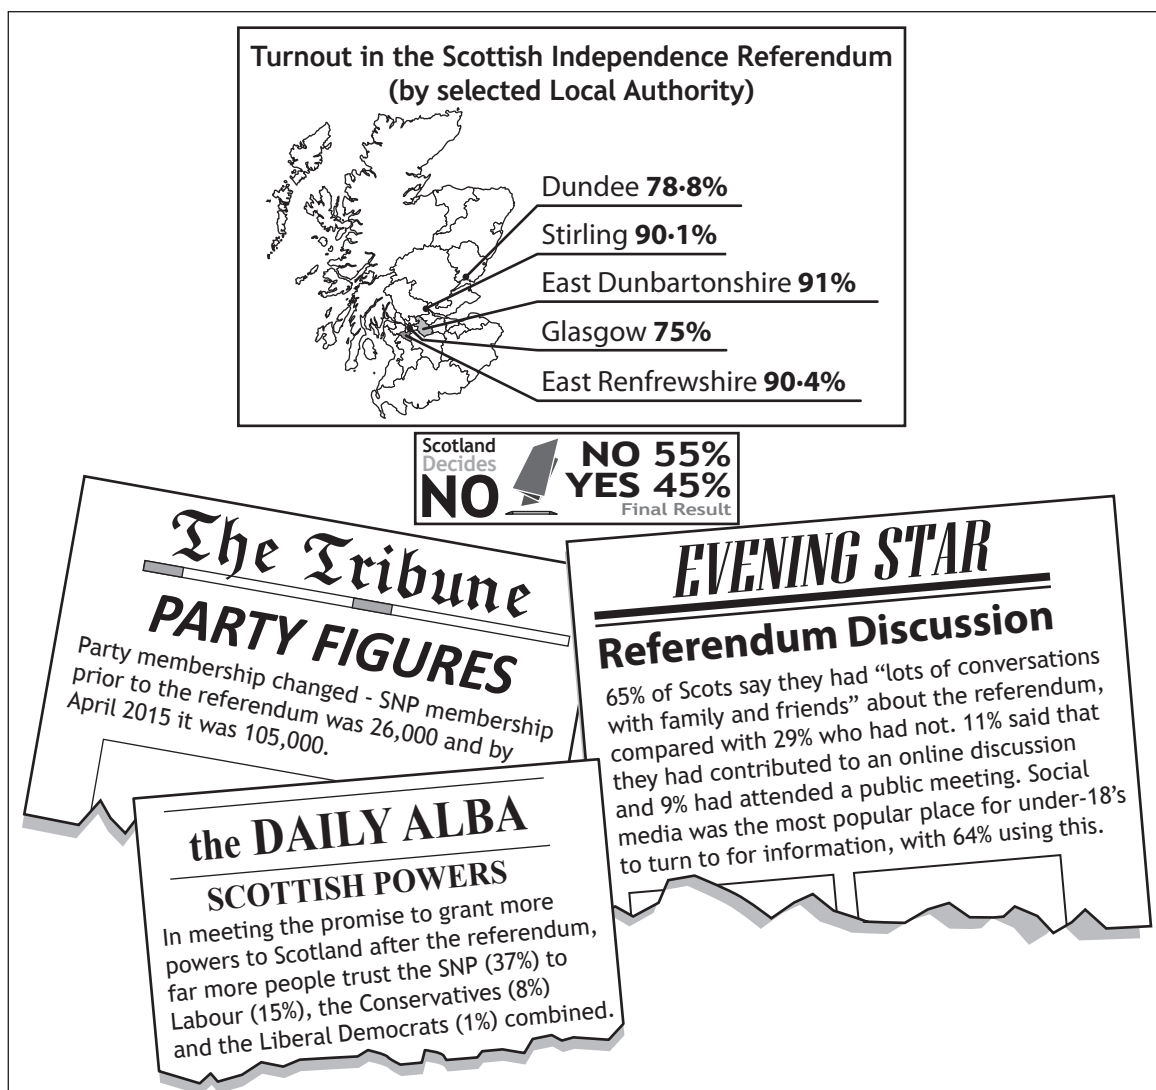 Turnout in the Scottish Independence Referendum
(by selected Local Authority)
Dundee 78·8%
Stirling 90·1%
East Dunbartonshire 91%
Glasgow 75%
East Renfrewshire 90·4%
Scotland
Decides
NO
NO 55%
YES 45%
Final Result
The Tribune
PARTY FIGURES
Party membership changed - SNP membership
prior to the referendum was 26,000 and by
April 2015 it was 105,000.
EVENING STAR
Referendum Discussion
65% of Scots say they had “lots of conversations
with family and friends” about the referendum,
compared with 29% who had not. 11% said that
they had contributed to an online discussion
and 9% had attended a public meeting. Social
media was the most popular place for under-18’s
to turn to for information, with 64% using this.
the DAILY ALBA
SCOTTISH POWERS
In meeting the promise to grant more
powers to Scotland after the referendum,
far more people trust the SNP (37%) to
Labour (15%), the Conservatives (8%)
and the Liberal Democrats (1%) combined.